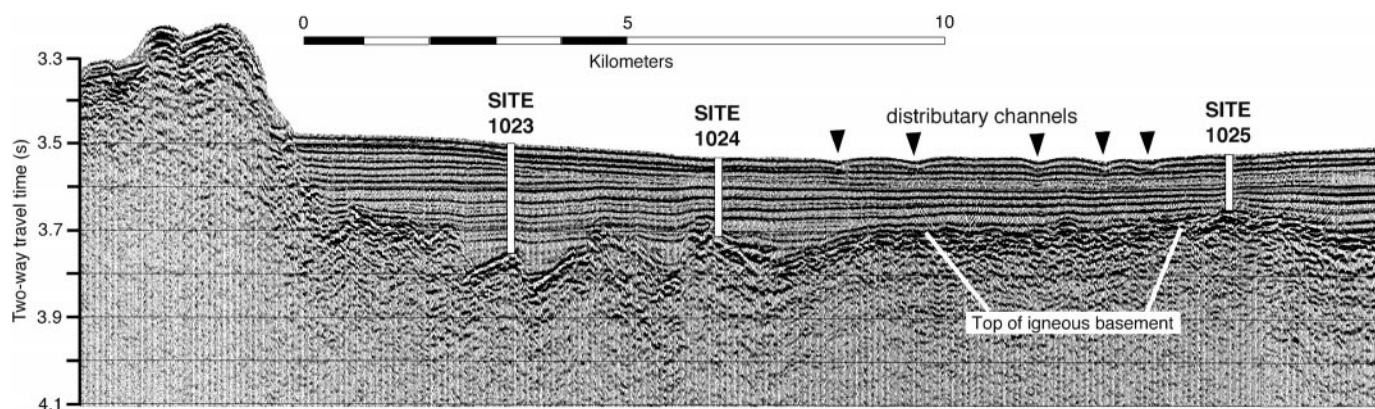 0 5 10
Kilometers
3.3
3.5
3.7
3.9
4.1
Two-way travel time (s)
SITE
1023
SITE
1024
distributary channels
SITE
1025
Top of igneous basement